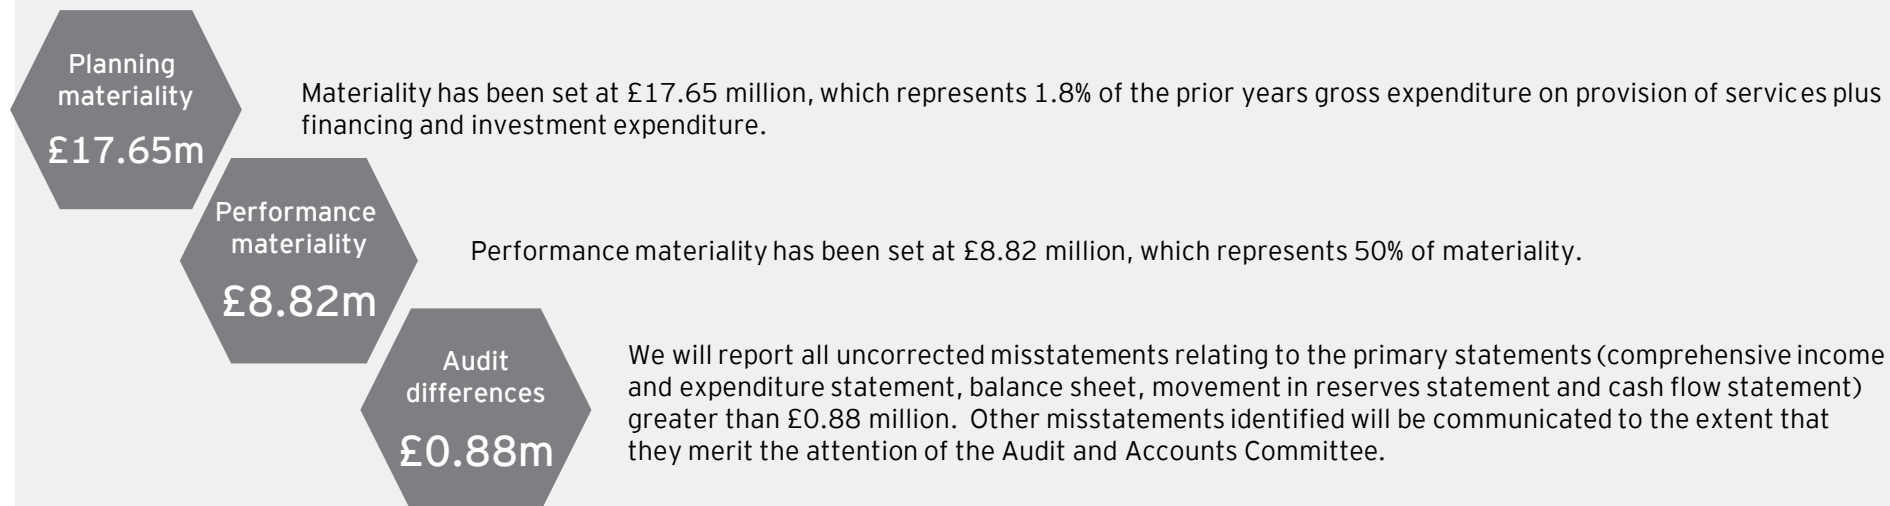 Planning
materiality
£17.65m
Materiality has been set at £17.65 million, which represents 1.8% of the prior years gross expenditure on provision of services plus
financing and investment expenditure.
Performance
materiality
£8.82m
Performance materiality has been set at £8.82 million, which represents 50% of materiality.
Audit
differences
£0.88m
We will report all uncorrected misstatements relating to the primary statements (comprehensive income
and expenditure statement, balance sheet, movement in reserves statement and cash flow statement)
greater than £0.88 million. Other misstatements identified will be communicated to the extent that
they merit the attention of the Audit and Accounts Committee.